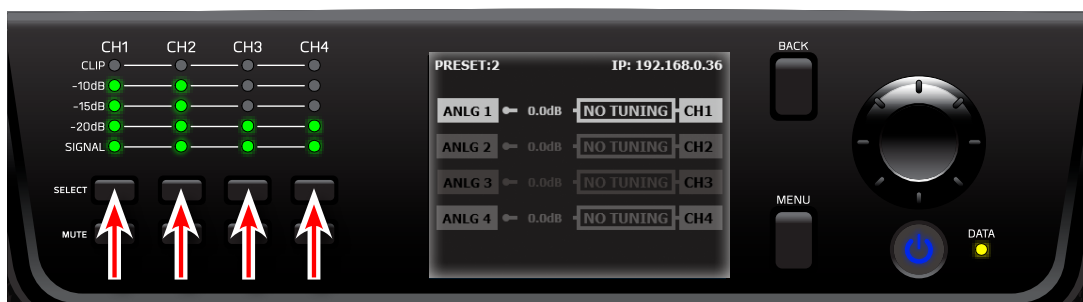 CH1 CH2 CH3 CH4
CLIP
-10dB
-15dB
-20dB
SIGNAL
SELECT
MUTE
PRESET:2 IP: 192.168.0.36
ANLG 1 0.0dB NO TUNING CH1
ANLG 2 0.0dB NO TUNING CH2
ANLG 3 0.0dB NO TUNING CH3
ANLG 4 0.0dB NO TUNING CH4
BACK
MENU
DATA